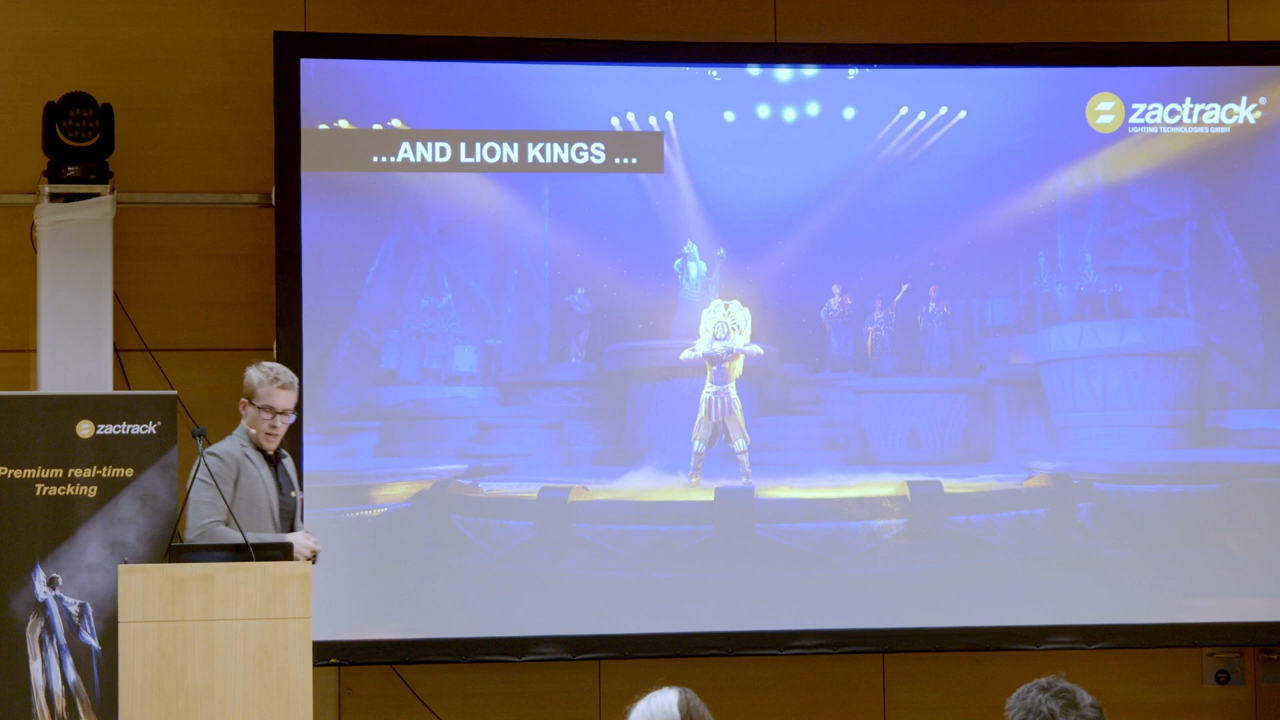 ...AND LION KINGS ...
zactrack
LIGHTING TECHNOLOGIES GMBH
zactrack
Premium real-time
Tracking